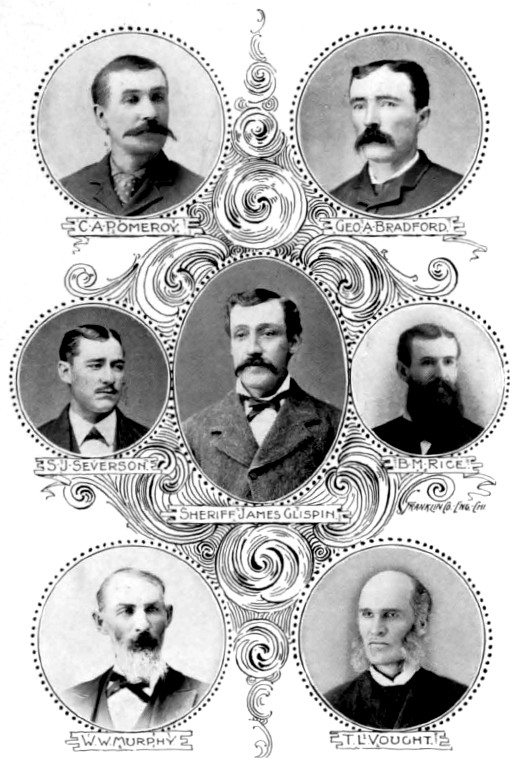 C. A. POMEROY.
GEO. A. BRADFORD.
S. J. SEVERSON.
B. M. RICE.
SHERIFF JAMES GLISPIN.
FRANKLIN CO. ENG. CHI
W. W. MURPHY
T. L. VOUGHT.